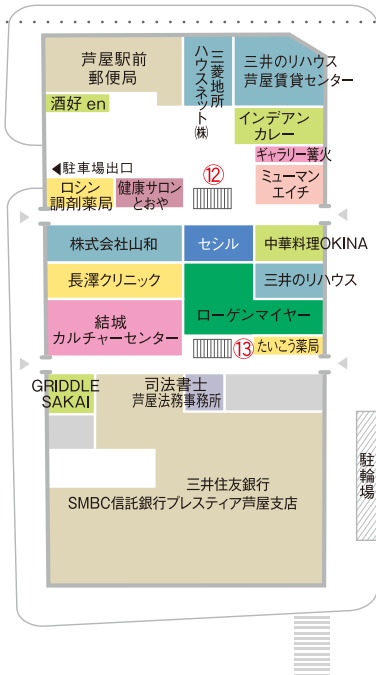 芦屋駅前
郵便局
三菱地所
ハウスネット㈱
三井のリハウス
芦屋賃貸センター
酒好 en
インデアン
カレー
ギャラリー篝火
◀駐車場出口
⑫
ミューマン
エイチ
ロシン
調剤薬局
健康サロン
とおや
株式会社山和
セシル
中華料理OKINA
長澤クリニック
三井のリハウス
ローゲンマイヤー
結城
カルチャーセンター
⑬
たいこう薬局
GRIDDLE
SAKAI
司法書士
芦屋法務事務所
駐輪場
三井住友銀行
SMBC信託銀行プレスティア芦屋支店